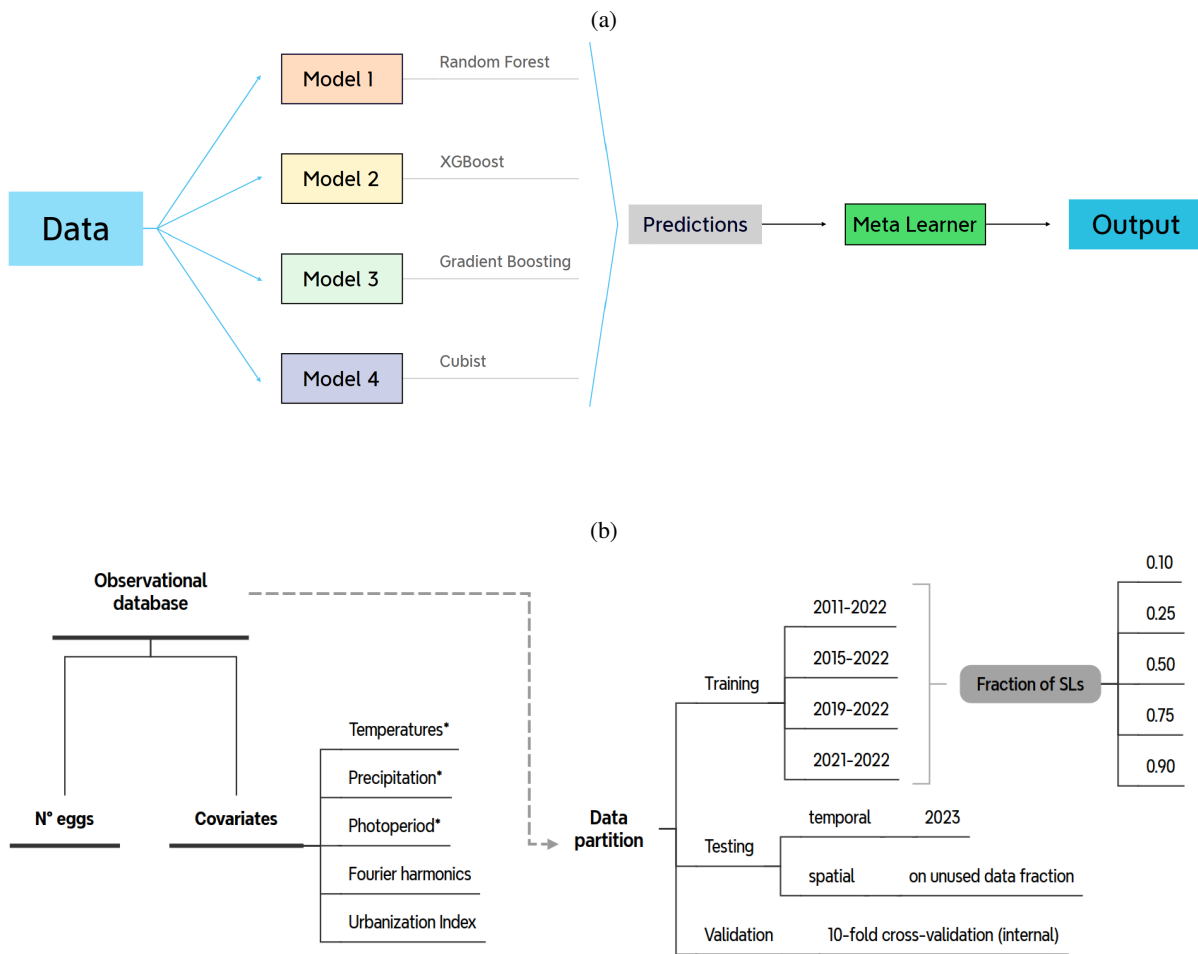 (a)
Random Forest
Model 1
XGBoost
Model 2
Data
Predictions
Meta Learner
Output
Gradient Boosting
Model 3
Cubist
Model 4
(b)
Observational
database
N° eggs
Covariates
Temperatures*
Precipitation*
Photoperiod*
Fourier harmonics
Urbanization Index
Data
partition
Training
2011-2022
2015-2022
2019-2022
2021-2022
Fraction of SLs
0.10
0.25
0.50
0.75
0.90
Testing
temporal
2023
spatial
on unused data fraction
Validation
10-fold cross-validation (internal)